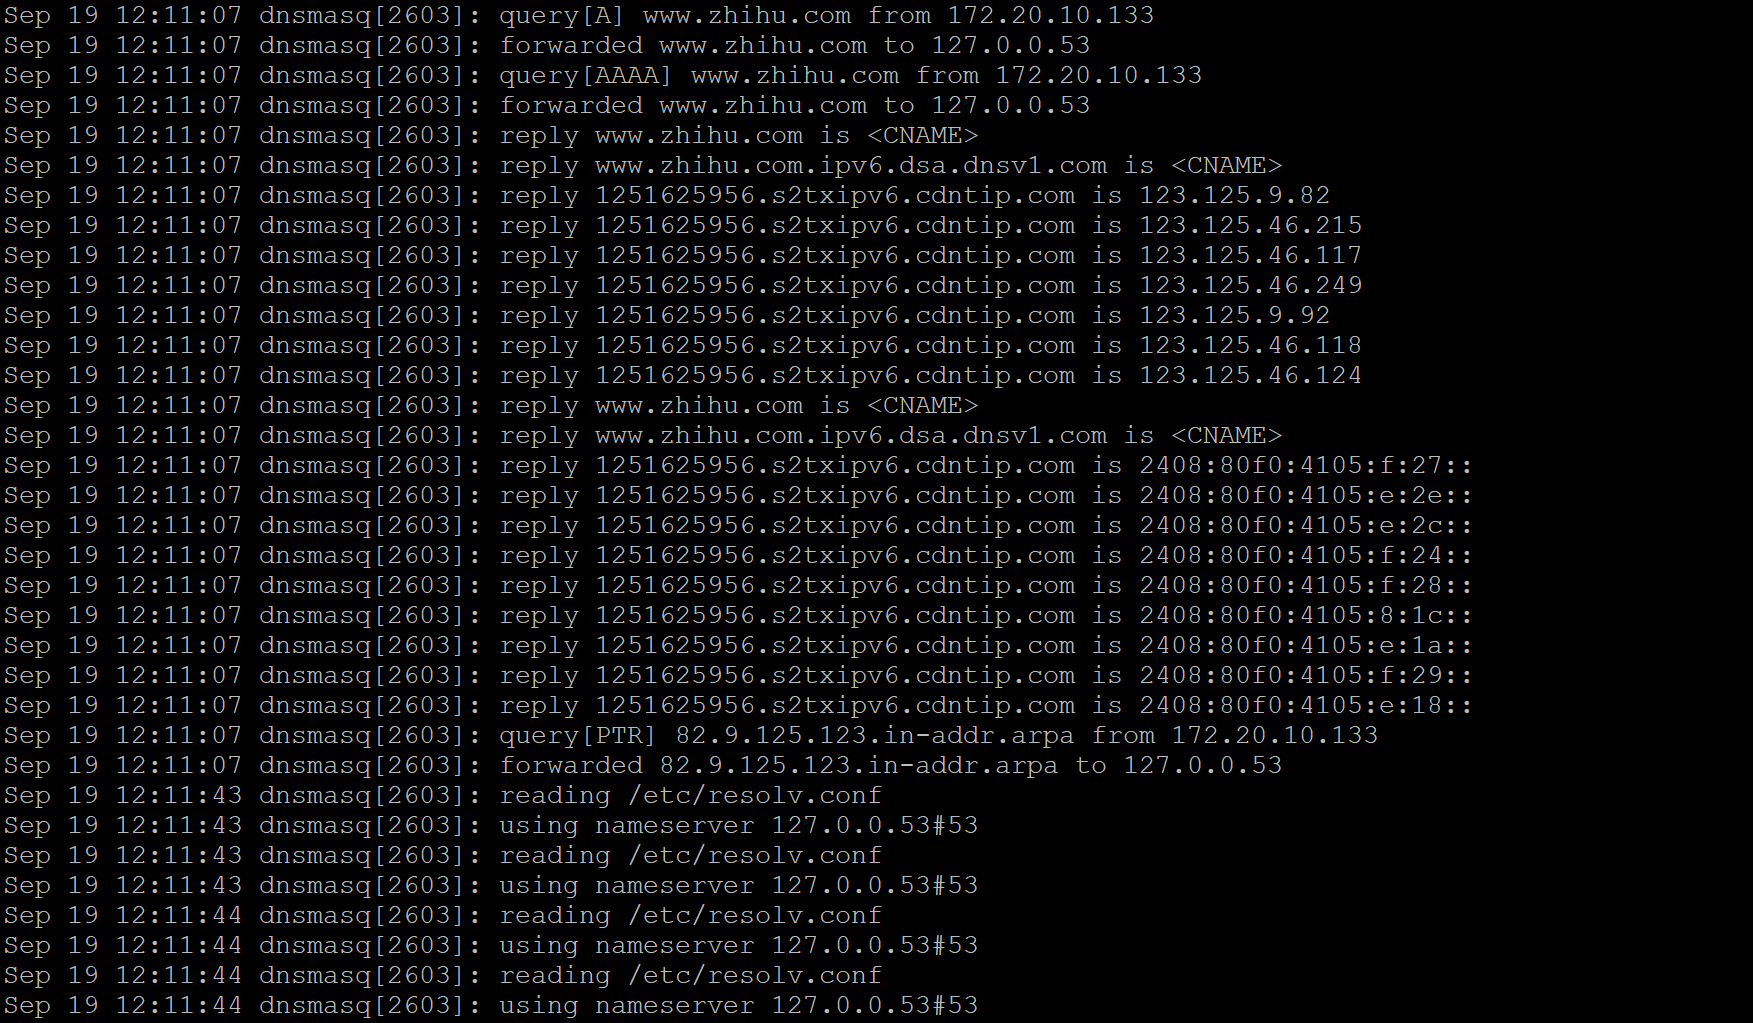 Sep 19 12:11:07 dnsmasq[2603]: query[A] www.zhihu.com from 172.20.10.133
Sep 19 12:11:07 dnsmasq[2603]: forwarded www.zhihu.com to 127.0.0.53
Sep 19 12:11:07 dnsmasq[2603]: query[AAAA] www.zhihu.com from 172.20.10.133
Sep 19 12:11:07 dnsmasq[2603]: forwarded www.zhihu.com to 127.0.0.53
Sep 19 12:11:07 dnsmasq[2603]: reply www.zhihu.com is <CNAME>
Sep 19 12:11:07 dnsmasq[2603]: reply www.zhihu.com.ipv6.dsa.dnsv1.com is <CNAME>
Sep 19 12:11:07 dnsmasq[2603]: reply 1251625956.s2txipv6.cdntip.com is 123.125.9.82
Sep 19 12:11:07 dnsmasq[2603]: reply 1251625956.s2txipv6.cdntip.com is 123.125.46.215
Sep 19 12:11:07 dnsmasq[2603]: reply 1251625956.s2txipv6.cdntip.com is 123.125.46.117
Sep 19 12:11:07 dnsmasq[2603]: reply 1251625956.s2txipv6.cdntip.com is 123.125.46.249
Sep 19 12:11:07 dnsmasq[2603]: reply 1251625956.s2txipv6.cdntip.com is 123.125.9.92
Sep 19 12:11:07 dnsmasq[2603]: reply 1251625956.s2txipv6.cdntip.com is 123.125.46.118
Sep 19 12:11:07 dnsmasq[2603]: reply 1251625956.s2txipv6.cdntip.com is 123.125.46.124
Sep 19 12:11:07 dnsmasq[2603]: reply www.zhihu.com is <CNAME>
Sep 19 12:11:07 dnsmasq[2603]: reply www.zhihu.com.ipv6.dsa.dnsv1.com is <CNAME>
Sep 19 12:11:07 dnsmasq[2603]: reply 1251625956.s2txipv6.cdntip.com is 2408:80f0:4105:f:27::
Sep 19 12:11:07 dnsmasq[2603]: reply 1251625956.s2txipv6.cdntip.com is 2408:80f0:4105:e:2e::
Sep 19 12:11:07 dnsmasq[2603]: reply 1251625956.s2txipv6.cdntip.com is 2408:80f0:4105:e:2c::
Sep 19 12:11:07 dnsmasq[2603]: reply 1251625956.s2txipv6.cdntip.com is 2408:80f0:4105:f:24::
Sep 19 12:11:07 dnsmasq[2603]: reply 1251625956.s2txipv6.cdntip.com is 2408:80f0:4105:f:28::
Sep 19 12:11:07 dnsmasq[2603]: reply 1251625956.s2txipv6.cdntip.com is 2408:80f0:4105:8:1c::
Sep 19 12:11:07 dnsmasq[2603]: reply 1251625956.s2txipv6.cdntip.com is 2408:80f0:4105:e:1a::
Sep 19 12:11:07 dnsmasq[2603]: reply 1251625956.s2txipv6.cdntip.com is 2408:80f0:4105:f:29::
Sep 19 12:11:07 dnsmasq[2603]: reply 1251625956.s2txipv6.cdntip.com is 2408:80f0:4105:e:18::
Sep 19 12:11:07 dnsmasq[2603]: query[PTR] 82.9.125.123.in-addr.arpa from 172.20.10.133
Sep 19 12:11:07 dnsmasq[2603]: forwarded 82.9.125.123.in-addr.arpa to 127.0.0.53
Sep 19 12:11:43 dnsmasq[2603]: reading /etc/resolv.conf
Sep 19 12:11:43 dnsmasq[2603]: using nameserver 127.0.0.53#53
Sep 19 12:11:43 dnsmasq[2603]: reading /etc/resolv.conf
Sep 19 12:11:43 dnsmasq[2603]: using nameserver 127.0.0.53#53
Sep 19 12:11:44 dnsmasq[2603]: reading /etc/resolv.conf
Sep 19 12:11:44 dnsmasq[2603]: using nameserver 127.0.0.53#53
Sep 19 12:11:44 dnsmasq[2603]: reading /etc/resolv.conf
Sep 19 12:11:44 dnsmasq[2603]: using nameserver 127.0.0.53#53